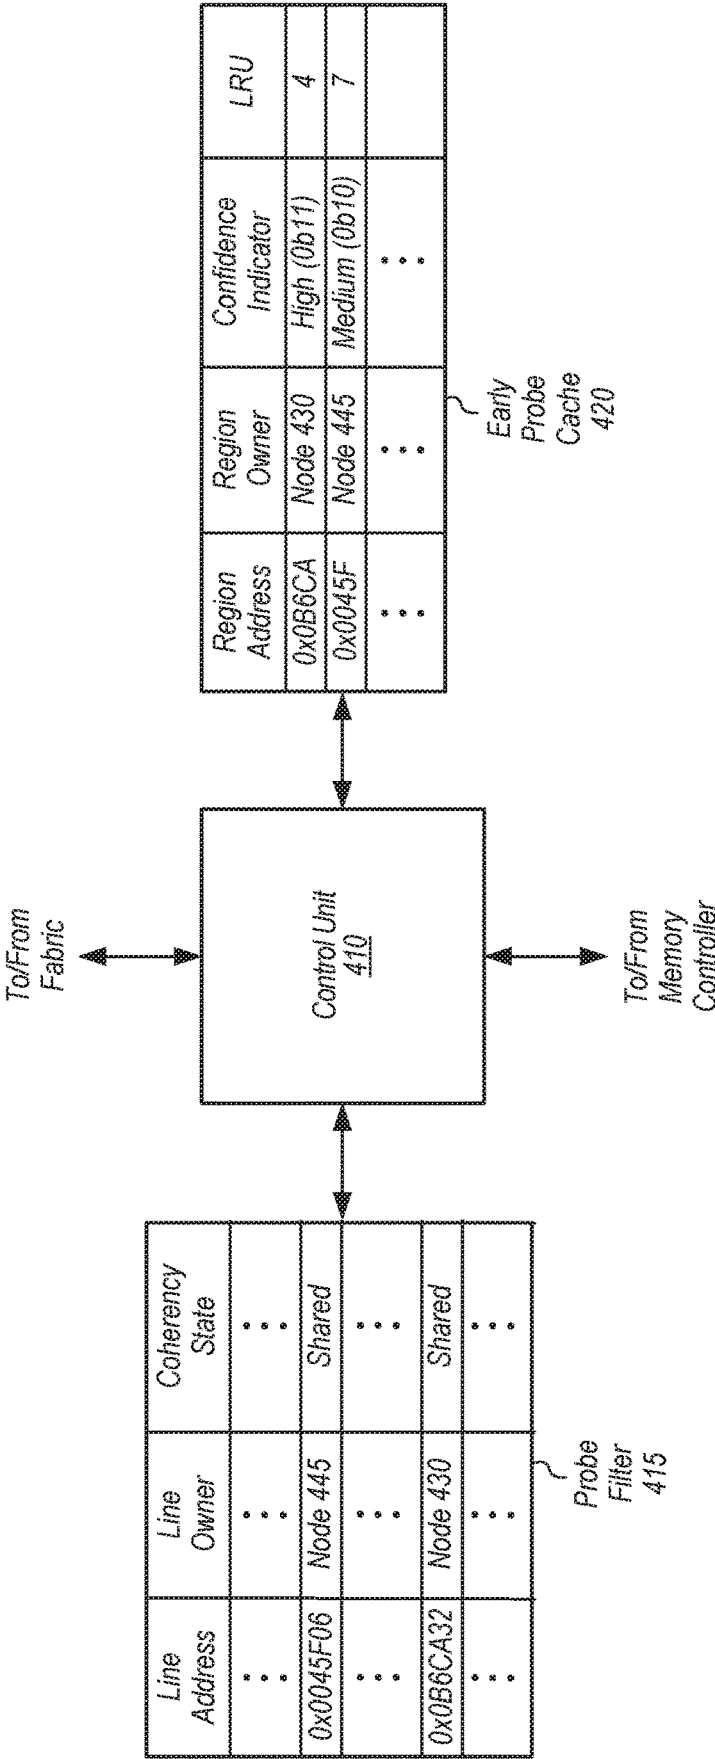 To/From
Fabric
Line
Address
Line
Owner
Coherency
State
• • •
• • •
• • •
0x0045F06
Node 445
Shared
• • •
• • •
• • •
0x0B6CA32
Node 430
Shared
• • •
• • •
• • •
Probe
Filter
415
Control Unit
410
To/From
Memory
Controller
Region
Address
Region
Owner
Confidence
Indicator
LRU
0x0B6CA
Node 430
High (0b11)
4
0x0045F
Node 445
Medium (0b10)
7
• • •
• • •
• • •
Early
Probe
Cache
420